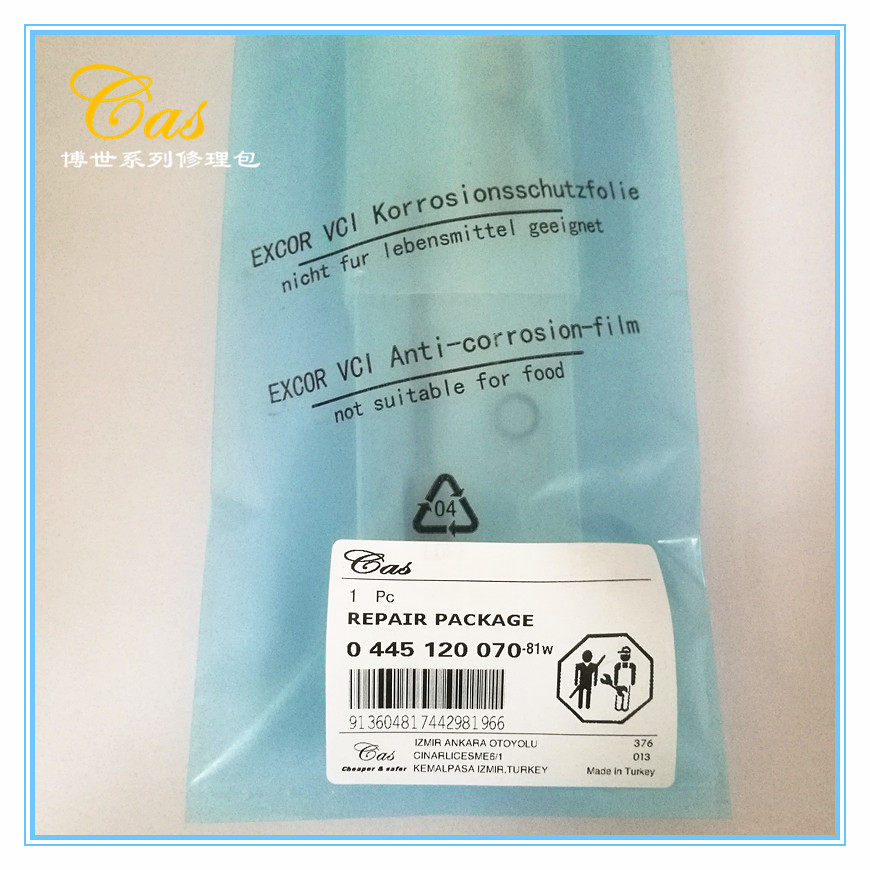 Cas
博世系列修理包
EXCOR VCI Korrosionsschutzfolie
nicht fur lebensmittel geeignet
EXCOR VCI Anti-corrosion-film
not suitable for food
04
Cas
1 Pc
REPAIR PACKAGE
0 445 120 070-81w
913604817442981966
Cas
Cheaper & safer
IZMIR ANKARA OTOYOLU
CINARLICESME6/1
KEMALPASA IZMIR,TURKEY
376
013
Made in Turkey